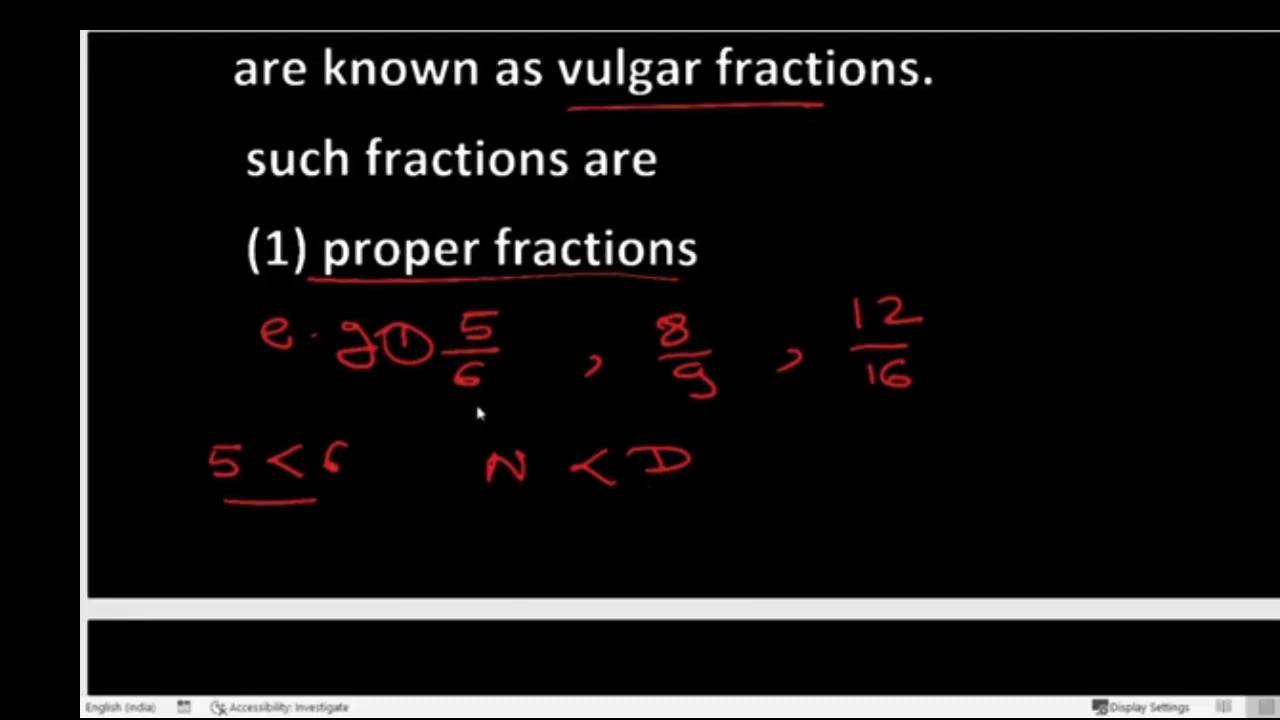 are known as vulgar fractions.
such fractions are
(1) proper fractions
e.g ① 5/6 , 8/9 , 12/16
5 < 6 N < D
English (India) Accessibility: Investigate Display Settings